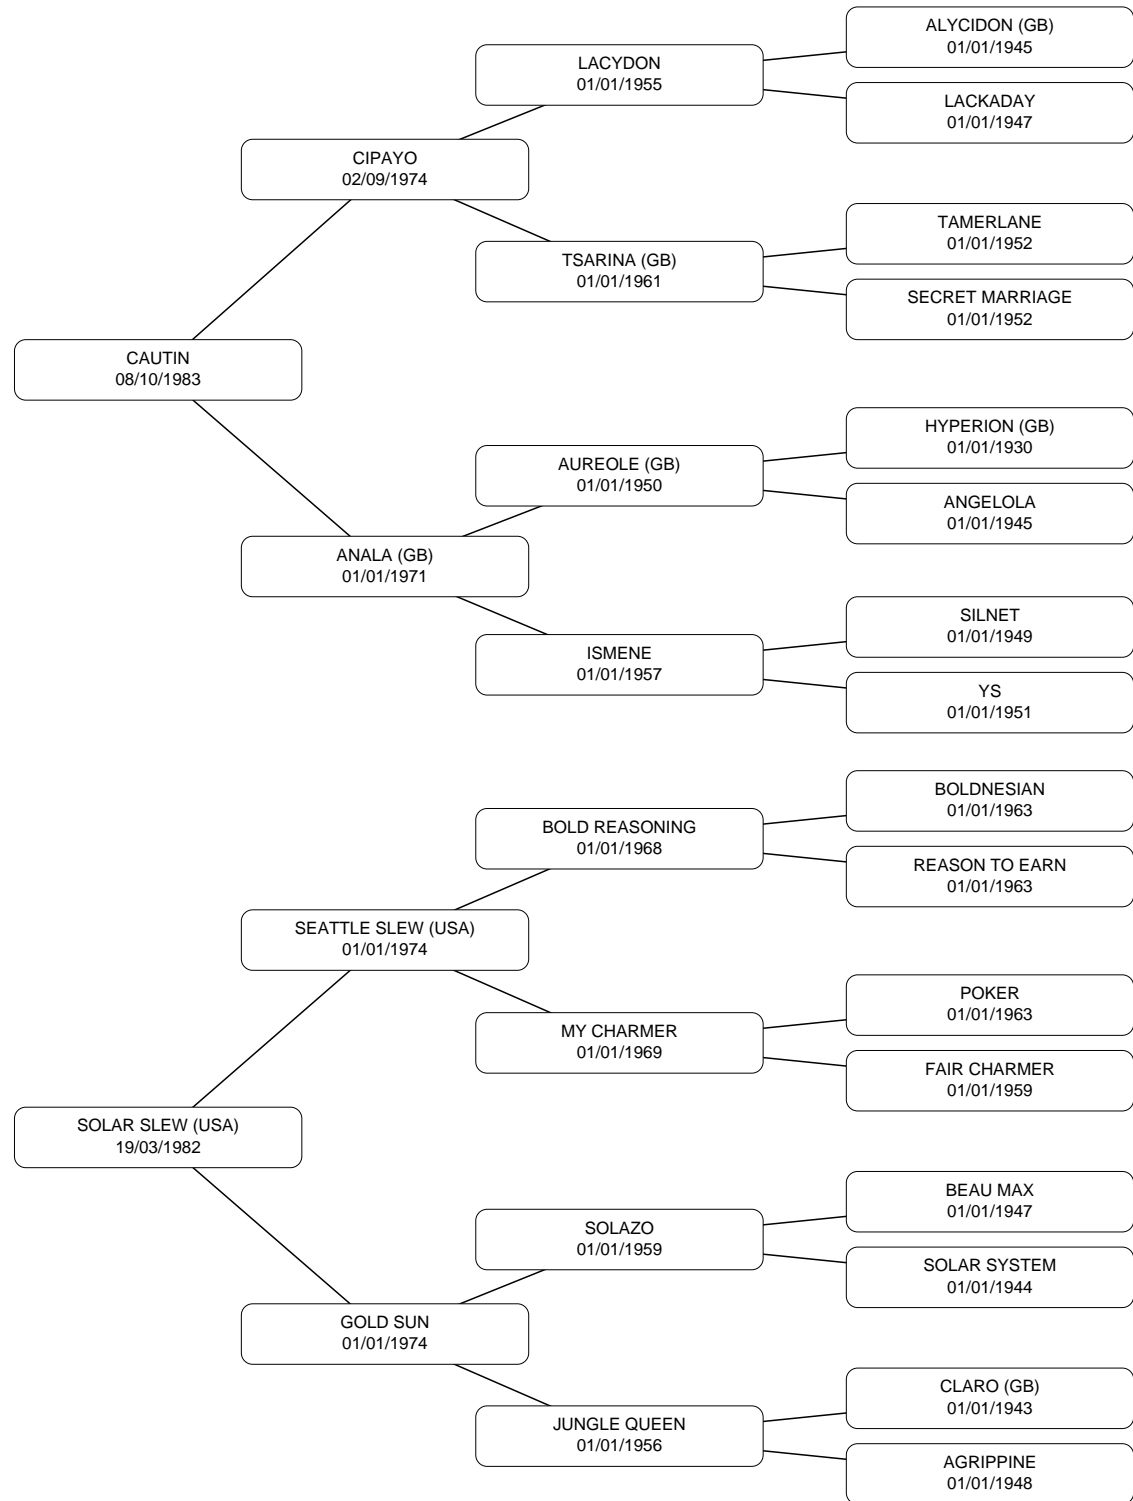 ALYCIDON (GB)
01/01/1945
LACYDON
01/01/1955
LACKADAY
01/01/1947
CIPAYO
02/09/1974
TAMERLANE
01/01/1952
TSARINA (GB)
01/01/1961
SECRET MARRIAGE
01/01/1952
CAUTIN
08/10/1983
HYPERION (GB)
01/01/1930
AUREOLE (GB)
01/01/1950
ANGELOLA
01/01/1945
ANALA (GB)
01/01/1971
SILNET
01/01/1949
ISMENE
01/01/1957
YS
01/01/1951
BOLDNESIAN
01/01/1963
BOLD REASONING
01/01/1968
REASON TO EARN
01/01/1963
SEATTLE SLEW (USA)
01/01/1974
POKER
01/01/1963
MY CHARMER
01/01/1969
FAIR CHARMER
01/01/1959
SOLAR SLEW (USA)
19/03/1982
BEAU MAX
01/01/1947
SOLAZO
01/01/1959
SOLAR SYSTEM
01/01/1944
GOLD SUN
01/01/1974
CLARO (GB)
01/01/1943
JUNGLE QUEEN
01/01/1956
AGRIPPINE
01/01/1948